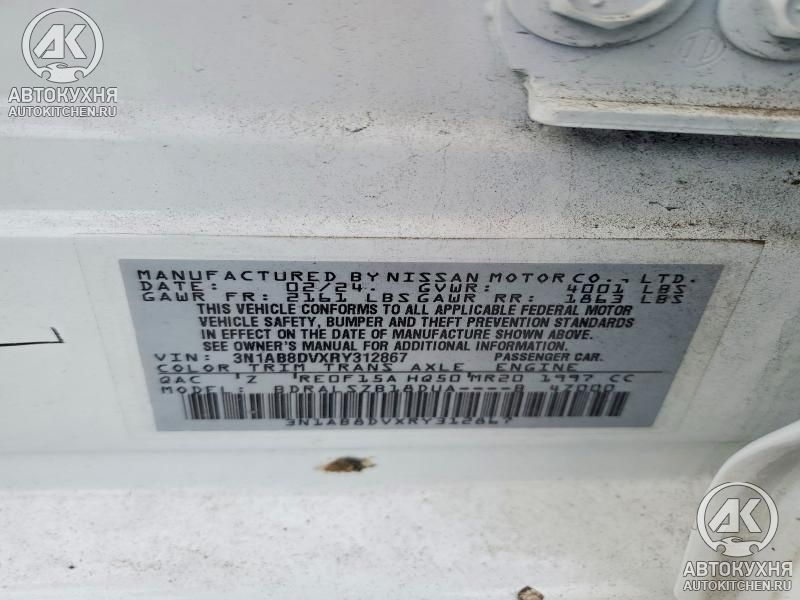 АК
АВТОКУХНЯ
AUTOKITCHEN.RU
MANUFACTURED BY NISSAN MOTOR CO., LTD.
DATE: 02/24. GVWR: 4001 LBS
GAWR FR: 2161 LBS GAWR RR: 1863 LBS
THIS VEHICLE CONFORMS TO ALL APPLICABLE FEDERAL MOTOR
VEHICLE SAFETY, BUMPER AND THEFT PREVENTION STANDARDS
IN EFFECT ON THE DATE OF MANUFACTURE SHOWN ABOVE.
SEE OWNER'S MANUAL FOR ADDITIONAL INFORMATION.
VIN: 3N1AB8DVXRY312867 PASSENGER CAR.
COLOR TRIM TRANS AXLE ENGINE
QAC 'Z 'RE0F15A HQ50 MR20 1997 CC
MODEL: BDRALSZB18DUA----B 47000
3N1AB8DVXRY312867
АК
АВТОКУХНЯ
AUTOKITCHEN.RU